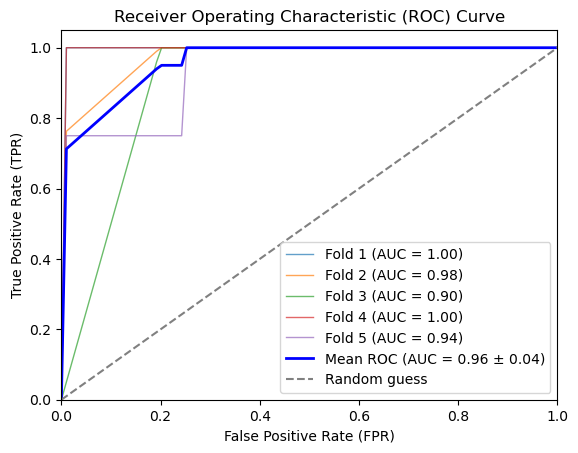 Receiver Operating Characteristic (ROC) Curve
True Positive Rate (TPR)
1.0
0.8
0.6
0.4
0.2
0.0
Fold 1 (AUC = 1.00)
Fold 2 (AUC = 0.98)
Fold 3 (AUC = 0.90)
Fold 4 (AUC = 1.00)
Fold 5 (AUC = 0.94)
Mean ROC (AUC = 0.96 ± 0.04)
Random guess
0.0 0.2 0.4 0.6 0.8 1.0
False Positive Rate (FPR)